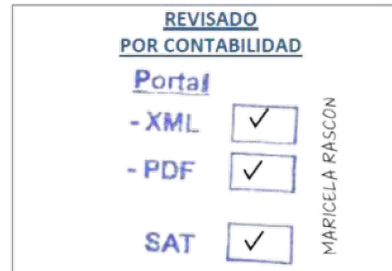 REVISADO
POR CONTABILIDAD
Portal
- XML ✓
- PDF ✓
SAT ✓
MARICELA RASCON